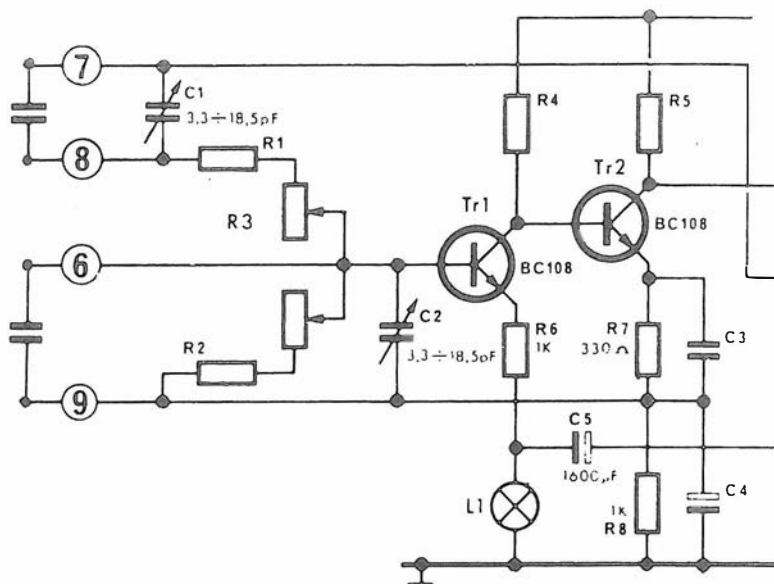 7
C1
3,3÷18,5pF
R4
R5
8
R1
Tr2
R3
Tr1
BC108
6
BC108
C2
3,3÷18,5pF
R6
1K
R7
330Ω
C3
R2
9
C5
1600µF
L1
1K
R8
C4